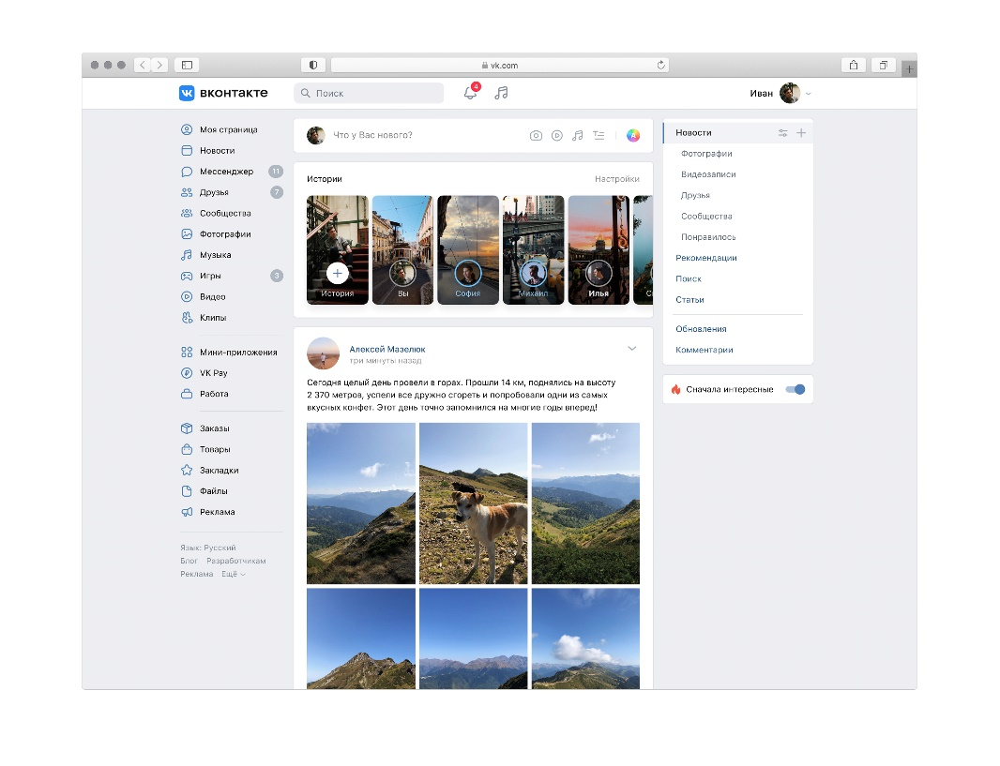 vk.com
вконтакте
Поиск
4
Иван
Моя страница
Новости
Мессенджер 11
Друзья 7
Сообщества
Фотографии
Музыка
Игры 3
Видео
Клипы
Мини-приложения
VK Pay
Работа
Заказы
Товары
Закладки
Файлы
Реклама
Язык: Русский
Блог Разработчикам
Реклама Ещё
Что у Вас нового?
Истории
Настройки
История
Вы
София
Михаил
Илья
Алексей Мазелюк
три минуты назад
Сегодня целый день провели в горах. Прошли 14 км, поднялись на высоту
2 370 метров, успели все дружно сгореть и попробовали одни из самых
вкусных конфет. Этот день точно запомнился на многие годы вперед!
Новости
Фотографии
Видеозаписи
Друзья
Сообщества
Понравилось
Рекомендации
Поиск
Статьи
Обновления
Комментарии
Сначала интересные